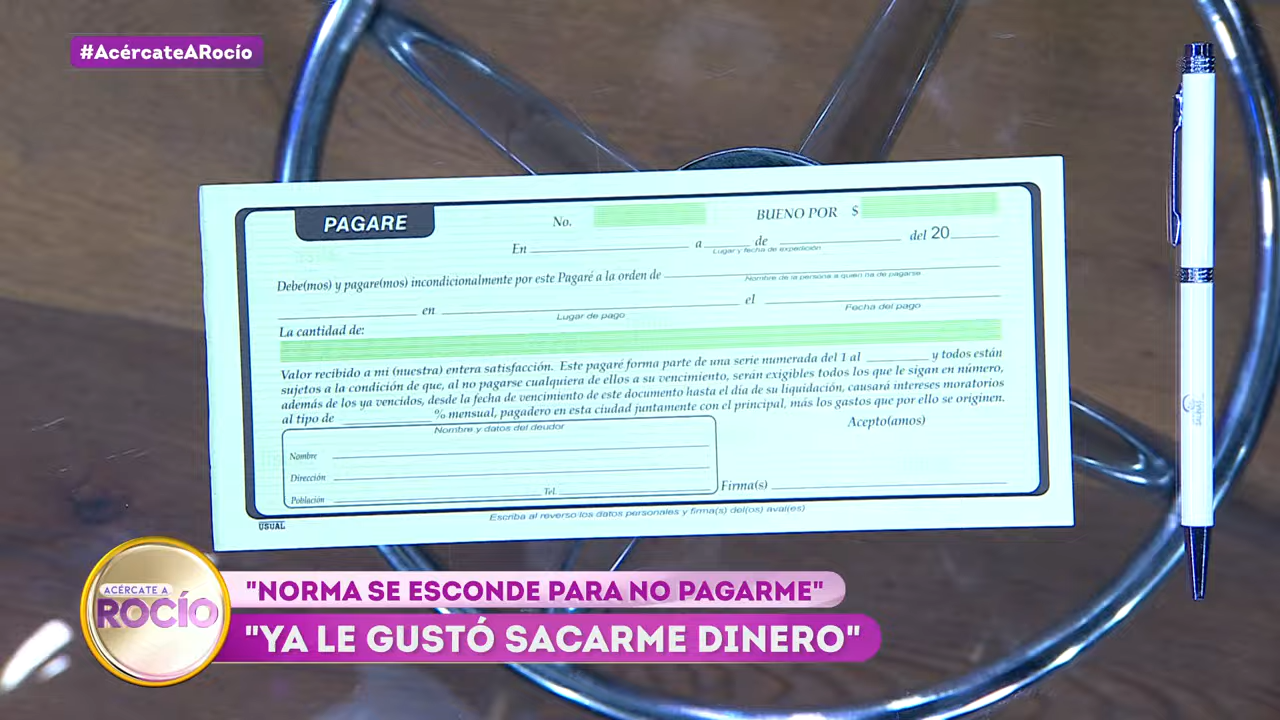 #AcércateARocío
PAGARE
No.
BUENO POR $
En a de del 20
Lugar y fecha de expedición
Debe(mos) y pagare(mos) incondicionalmente por este Pagaré a la orden de
Nombre de la persona a quien ha de pagarse
en el
Lugar de pago
Fecha del pago
La cantidad de:
Valor recibido a mi (nuestra) entera satisfacción. Este pagaré forma parte de una serie numerada del 1 al y todos están
sujetos a la condición de que, al no pagarse cualquiera de ellos a su vencimiento, serán exigibles todos los que le sigan en número,
además de los ya vencidos, desde la fecha de vencimiento de este documento hasta el día de su liquidación, causará intereses moratorios
al tipo de % mensual, pagadero en esta ciudad juntamente con el principal, más los gastos que por ello se originen.
Nombre y datos del deudor
Acepto(amos)
Nombre
Dirección
Población Tel.
Firma(s)
USUAL
Escriba al reverso los datos personales y firma(s) del(os) aval(es)
ACÉRCATE A
ROCÍO
"NORMA SE ESCONDE PARA NO PAGARME"
"YA LE GUSTÓ SACARME DINERO"